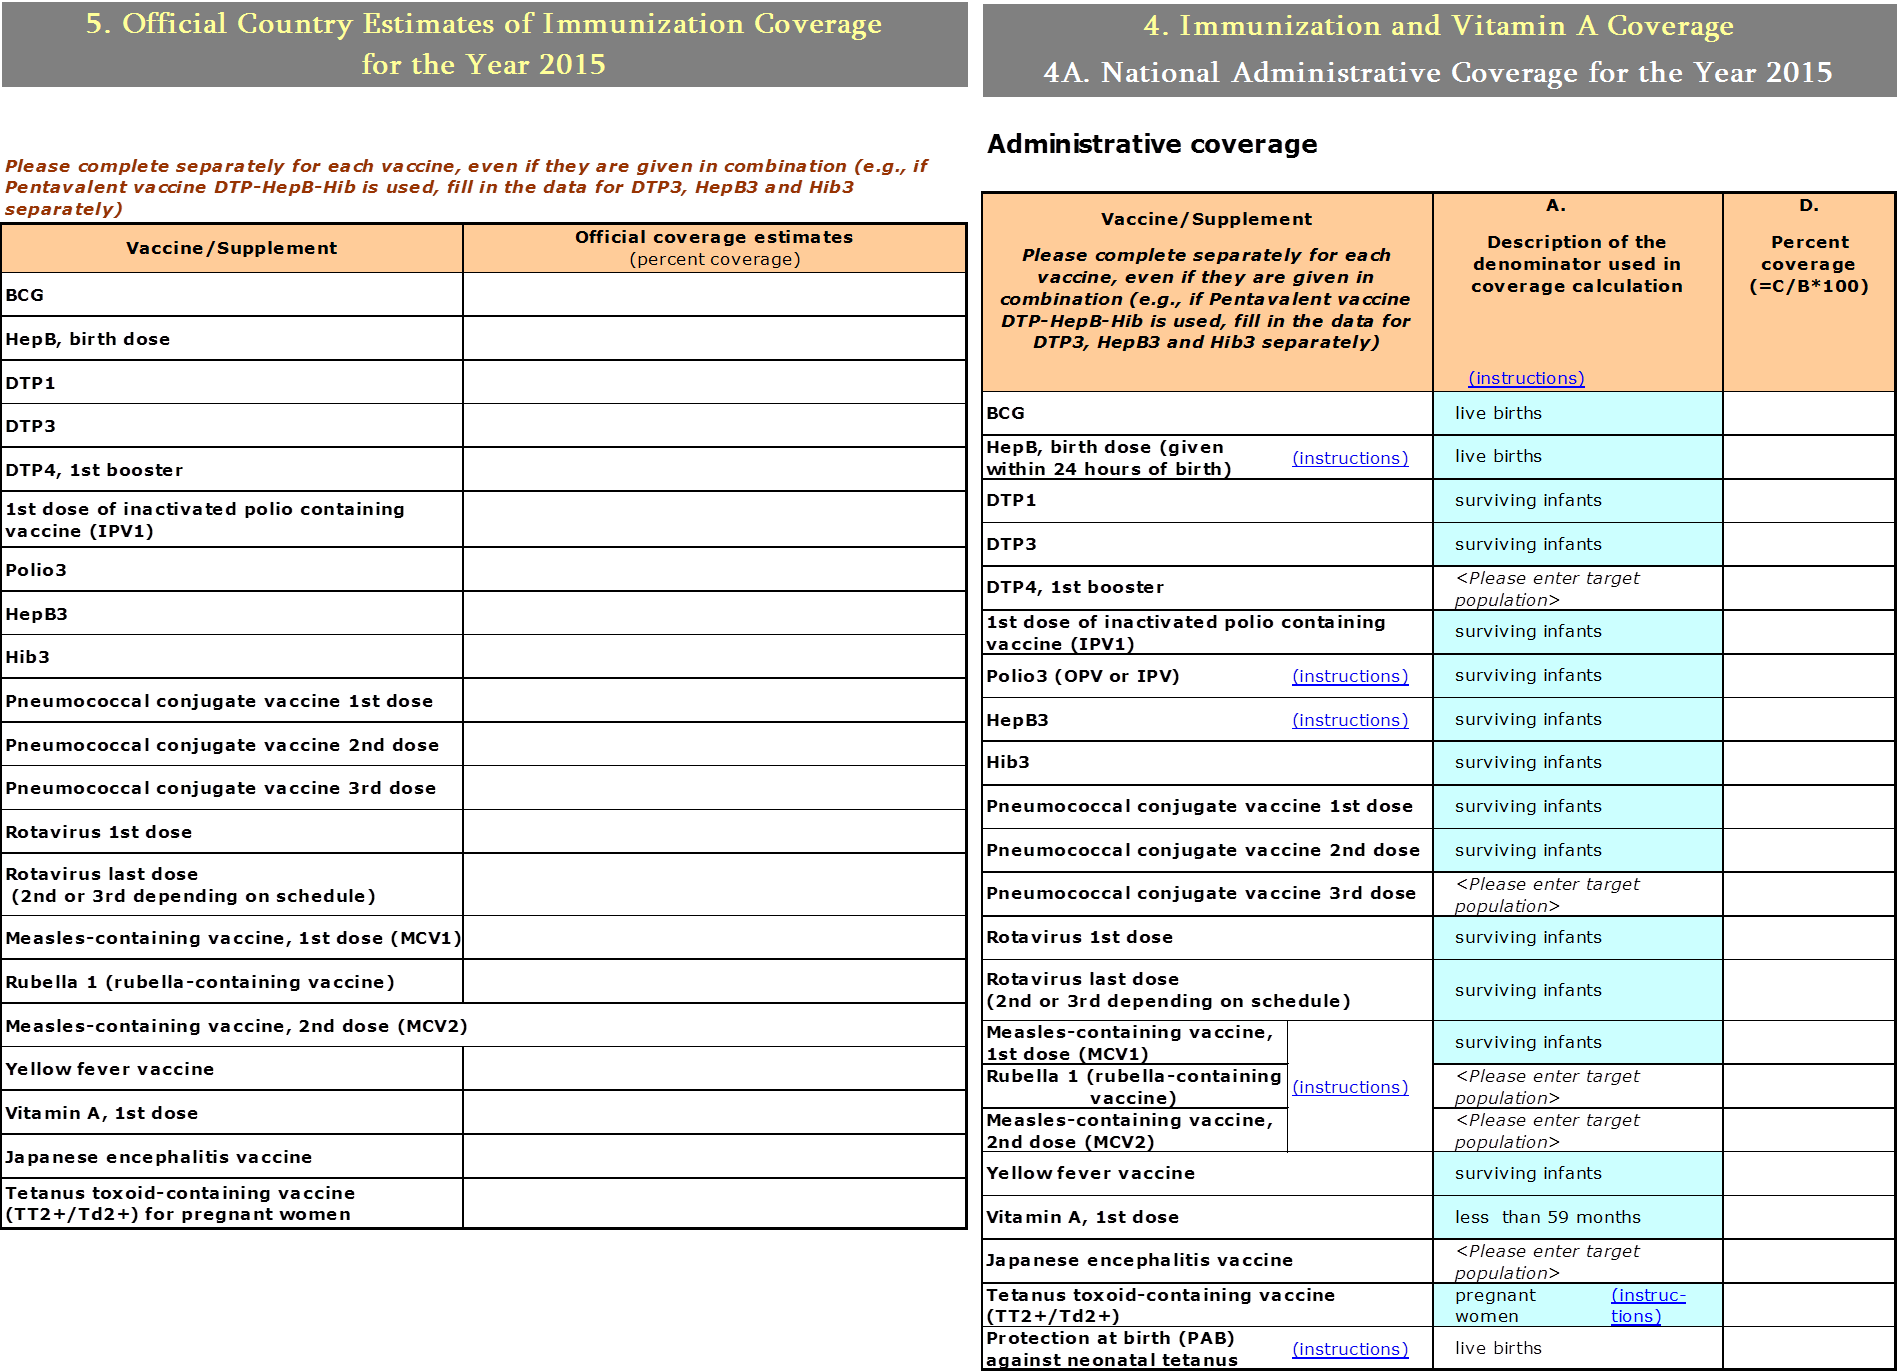 5. Official Country Estimates of Immunization Coverage
for the Year 2015
Please complete separately for each vaccine, even if they are given in combination (e.g., if
Pentavalent vaccine DTP-HepB-Hib is used, fill in the data for DTP3, HepB3 and Hib3
separately)
Vaccine/Supplement
Official coverage estimates
(percent coverage)
BCG
HepB, birth dose
DTP1
DTP3
DTP4, 1st booster
1st dose of inactivated polio containing
vaccine (IPV1)
Polio3
HepB3
Hib3
Pneumococcal conjugate vaccine 1st dose
Pneumococcal conjugate vaccine 2nd dose
Pneumococcal conjugate vaccine 3rd dose
Rotavirus 1st dose
Rotavirus last dose
(2nd or 3rd depending on schedule)
Measles-containing vaccine, 1st dose (MCV1)
Rubella 1 (rubella-containing vaccine)
Measles-containing vaccine, 2nd dose (MCV2)
Yellow fever vaccine
Vitamin A, 1st dose
Japanese encephalitis vaccine
Tetanus toxoid-containing vaccine
(TT2+/Td2+) for pregnant women
4. Immunization and Vitamin A Coverage
4A. National Administrative Coverage for the Year 2015
Administrative coverage
Vaccine/Supplement
Please complete separately for each
vaccine, even if they are given in
combination (e.g., if Pentavalent vaccine
DTP-HepB-Hib is used, fill in the data for
DTP3, HepB3 and Hib3 separately)
A.
Description of the
denominator used in
coverage calculation
(instructions)
D.
Percent
coverage
(=C/B*100)
BCG
live births
HepB, birth dose (given
within 24 hours of birth)
(instructions)
live births
DTP1
surviving infants
DTP3
surviving infants
DTP4, 1st booster
<Please enter target
population>
1st dose of inactivated polio containing
vaccine (IPV1)
surviving infants
Polio3 (OPV or IPV)
(instructions)
surviving infants
HepB3
(instructions)
surviving infants
Hib3
surviving infants
Pneumococcal conjugate vaccine 1st dose
surviving infants
Pneumococcal conjugate vaccine 2nd dose
surviving infants
Pneumococcal conjugate vaccine 3rd dose
<Please enter target
population>
Rotavirus 1st dose
surviving infants
Rotavirus last dose
(2nd or 3rd depending on schedule)
surviving infants
Measles-containing vaccine,
1st dose (MCV1)
surviving infants
Rubella 1 (rubella-containing
vaccine)
(instructions)
<Please enter target
population>
Measles-containing vaccine,
2nd dose (MCV2)
<Please enter target
population>
Yellow fever vaccine
surviving infants
Vitamin A, 1st dose
less than 59 months
Japanese encephalitis vaccine
<Please enter target
population>
Tetanus toxoid-containing vaccine
(TT2+/Td2+)
pregnant
women
(instruc-
tions)
Protection at birth (PAB)
against neonatal tetanus
(instructions)
live births